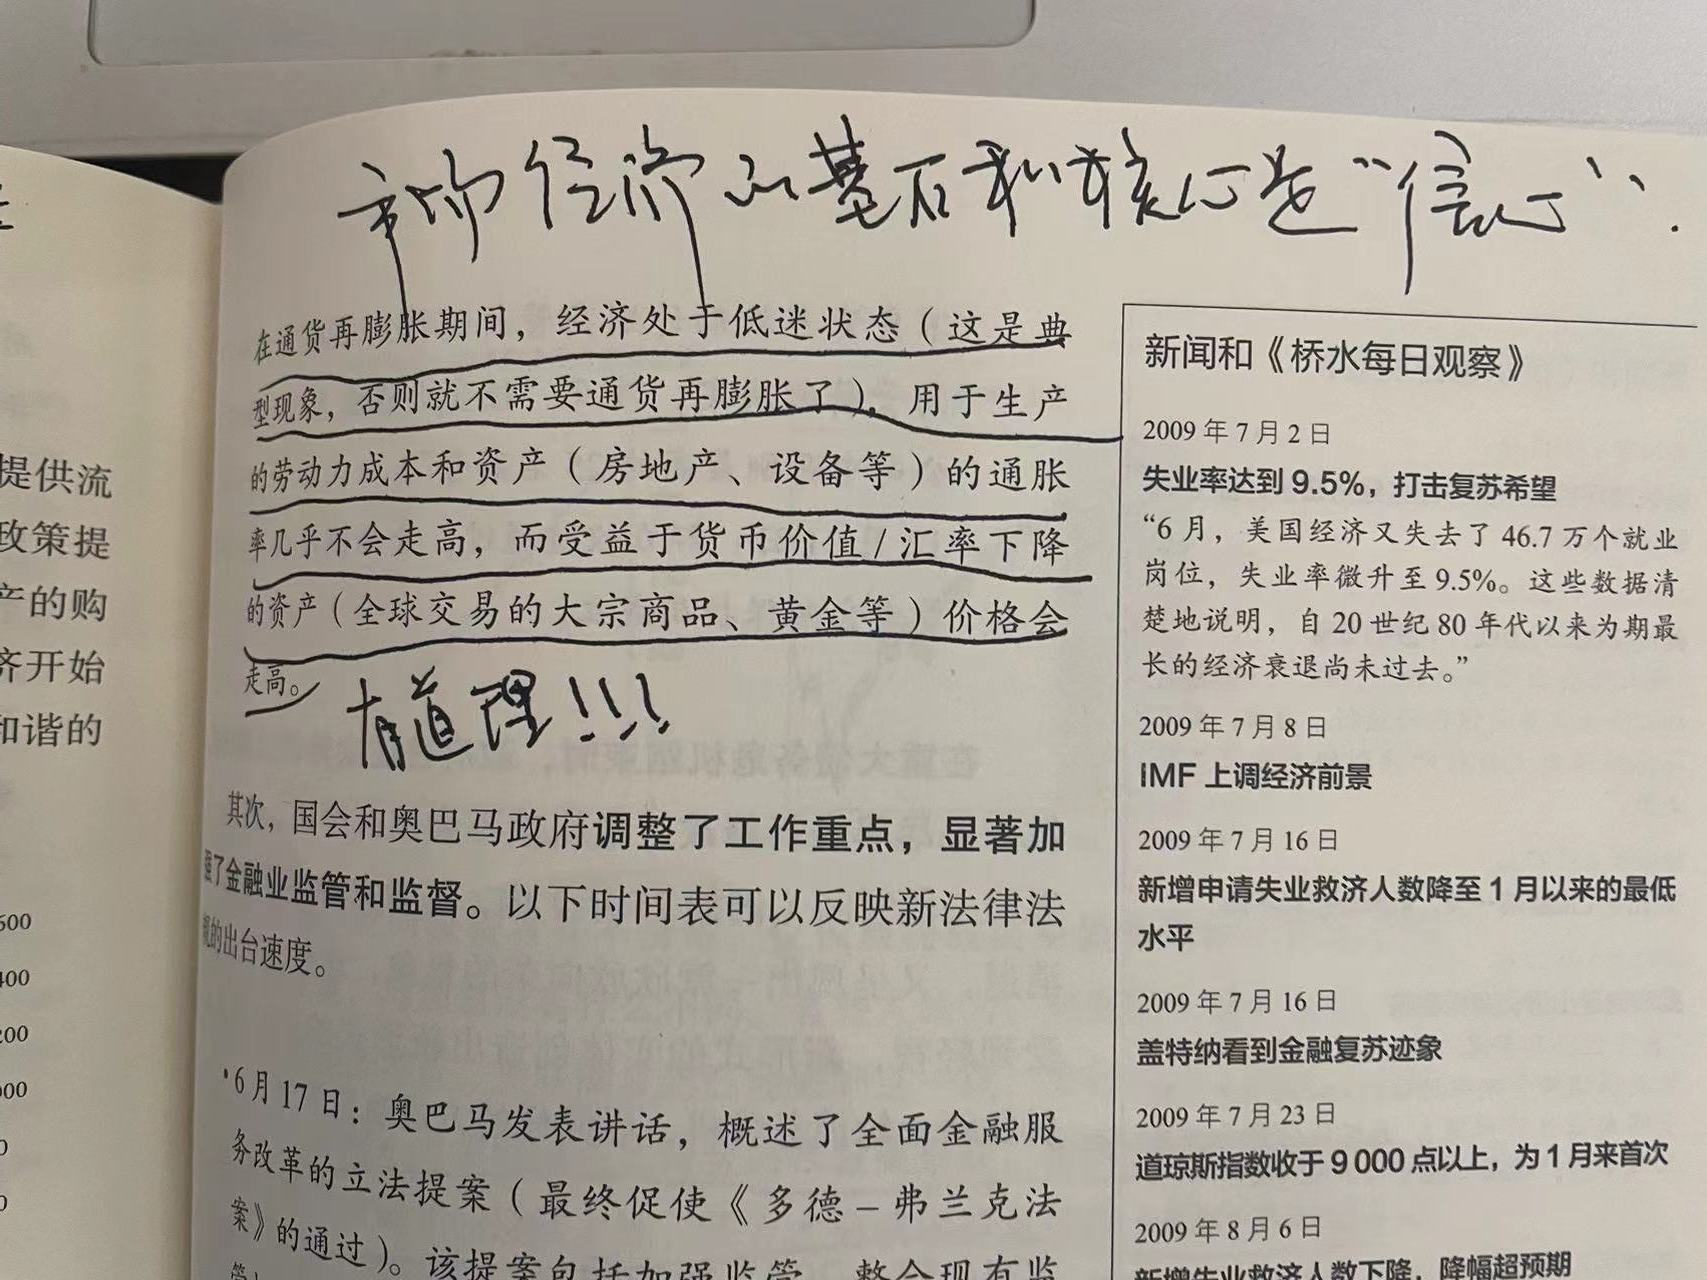 提供流
政策提
产的购
济开始
和谐的
600
400
200
000
0
0
市场经济的基石和核心是“信心”.
在通货再膨胀期间，经济处于低迷状态（这是典
型现象，否则就不需要通货再膨胀了）。用于生产
的劳动力成本和资产（房地产、设备等）的通胀
率几乎不会走高，而受益于货币价值/汇率下降
的资产（全球交易的大宗商品、黄金等）价格会
走高。
有道理!!!
其次，国会和奥巴马政府调整了工作重点，显著加
强了金融业监管和监督。以下时间表可以反映新法律法
规的出台速度。
·6月17日：奥巴马发表讲话，概述了全面金融服
务改革的立法提案（最终促使《多德–弗兰克法
案》的通过）。该提案包括加强监管、整合现有监
新闻和《桥水每日观察》
2009年7月2日
失业率达到9.5%，打击复苏希望
“6月，美国经济又失去了46.7万个就业
岗位，失业率微升至9.5%。这些数据清
楚地说明，自20世纪80年代以来为期最
长的经济衰退尚未过去。”
2009年7月8日
IMF上调经济前景
2009年7月16日
新增申请失业救济人数降至1月以来的最低
水平
2009年7月16日
盖特纳看到金融复苏迹象
2009年7月23日
道琼斯指数收于9 000点以上，为1月来首次
2009年8月6日
新增失业救济人数下降，降幅超预期